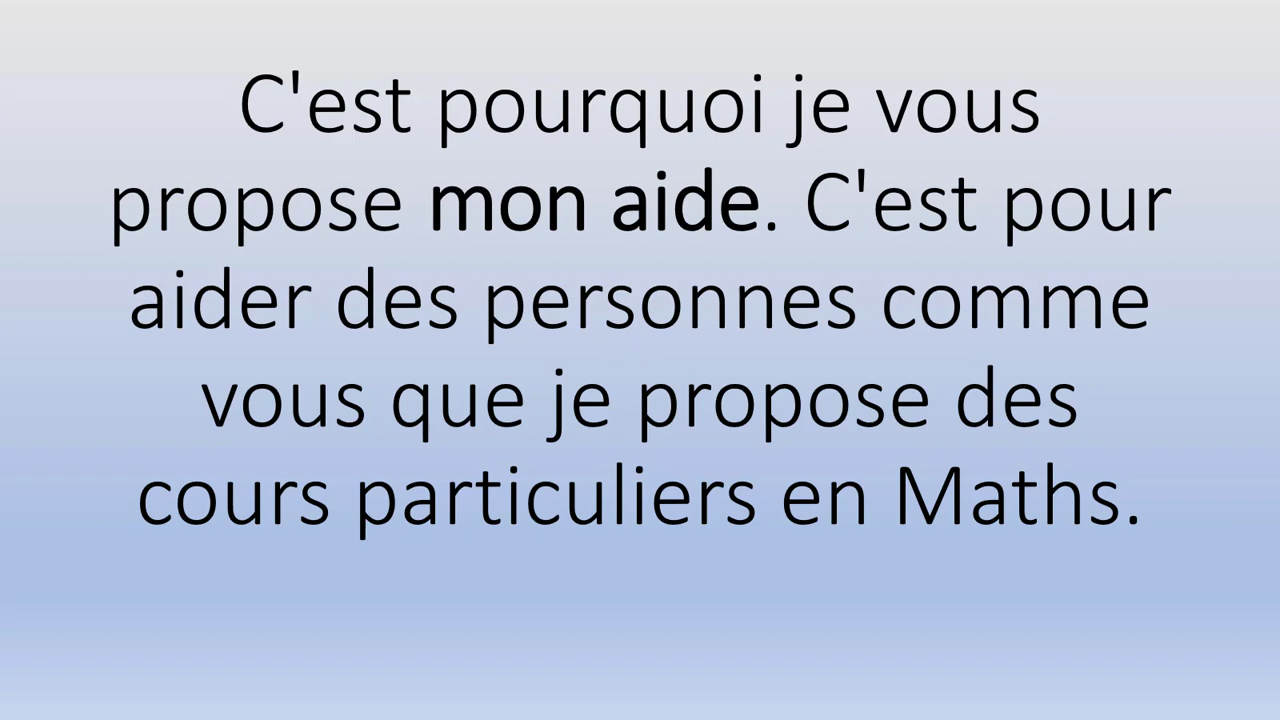 C'est pourquoi je vous
propose mon aide. C'est pour
aider des personnes comme
vous que je propose des
cours particuliers en Maths.